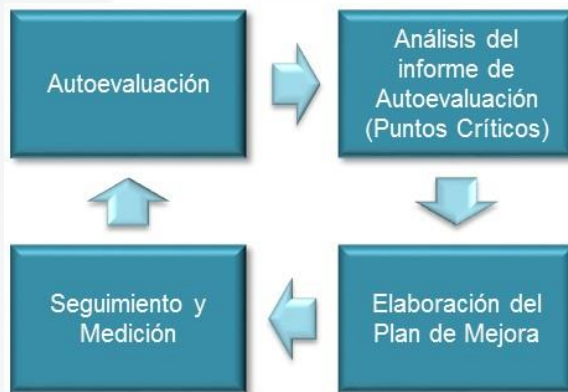 Autoevaluación
Análisis del
informe de
Autoevaluación
(Puntos Críticos)
Seguimiento y
Medición
Elaboración del
Plan de Mejora